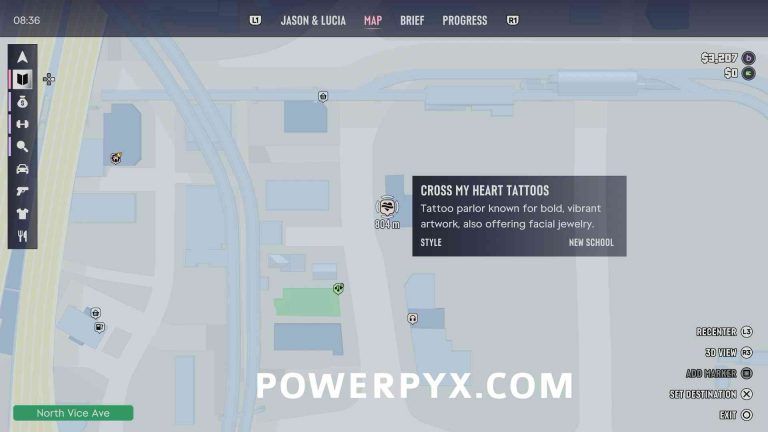 08:36
L1 JASON & LUCIA MAP BRIEF PROGRESS R1
$3,207
$0
CROSS MY HEART TATTOOS
Tattoo parlor known for bold, vibrant
artwork, also offering facial jewelry.
STYLE NEW SCHOOL
804 m
RECENTER L3
3D VIEW R3
ADD MARKER
SET DESTINATION
EXIT
POWERPYX.COM
North Vice Ave